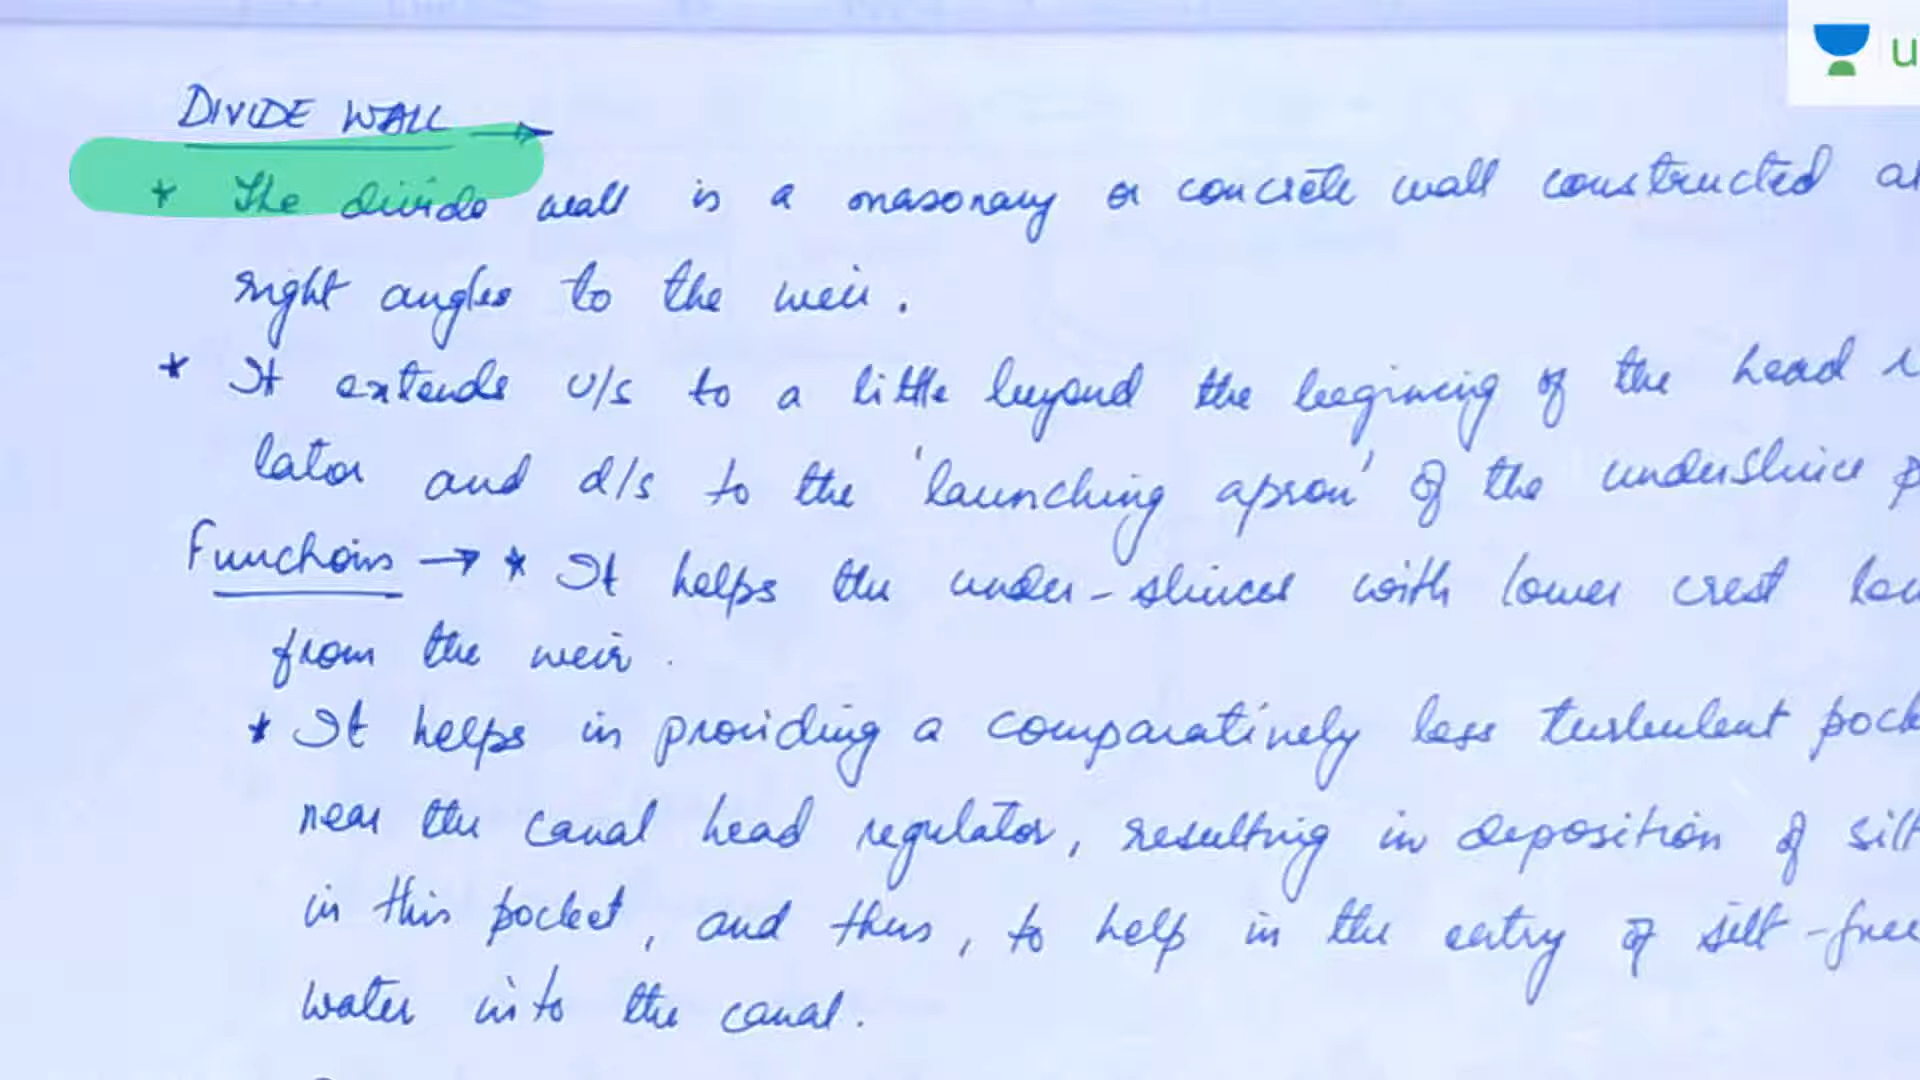 u
DIVIDE WALL →
* The divide wall is a masonary or concrete wall constructed at
right angles to the weir.
* It extends u/s to a little beyond the begining of the head
lator and d/s to the 'launching apron' of the undersluice
Functions → * It helps the under-sluices with lower crest
from the weir.
* It helps in providing a comparatively less turbulent pock
near the canal head regulator, resulting in deposition of silt
in this pocket, and thus, to help in the entry of silt-free
water into the canal.